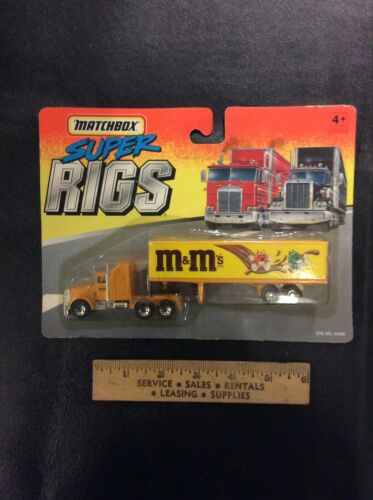 MATCHBOX
SUPER
RIGS
4+
m&m's
1 2 3 4 5 6
SERVICE • SALES • RENTALS
• LEASING • SUPPLIES